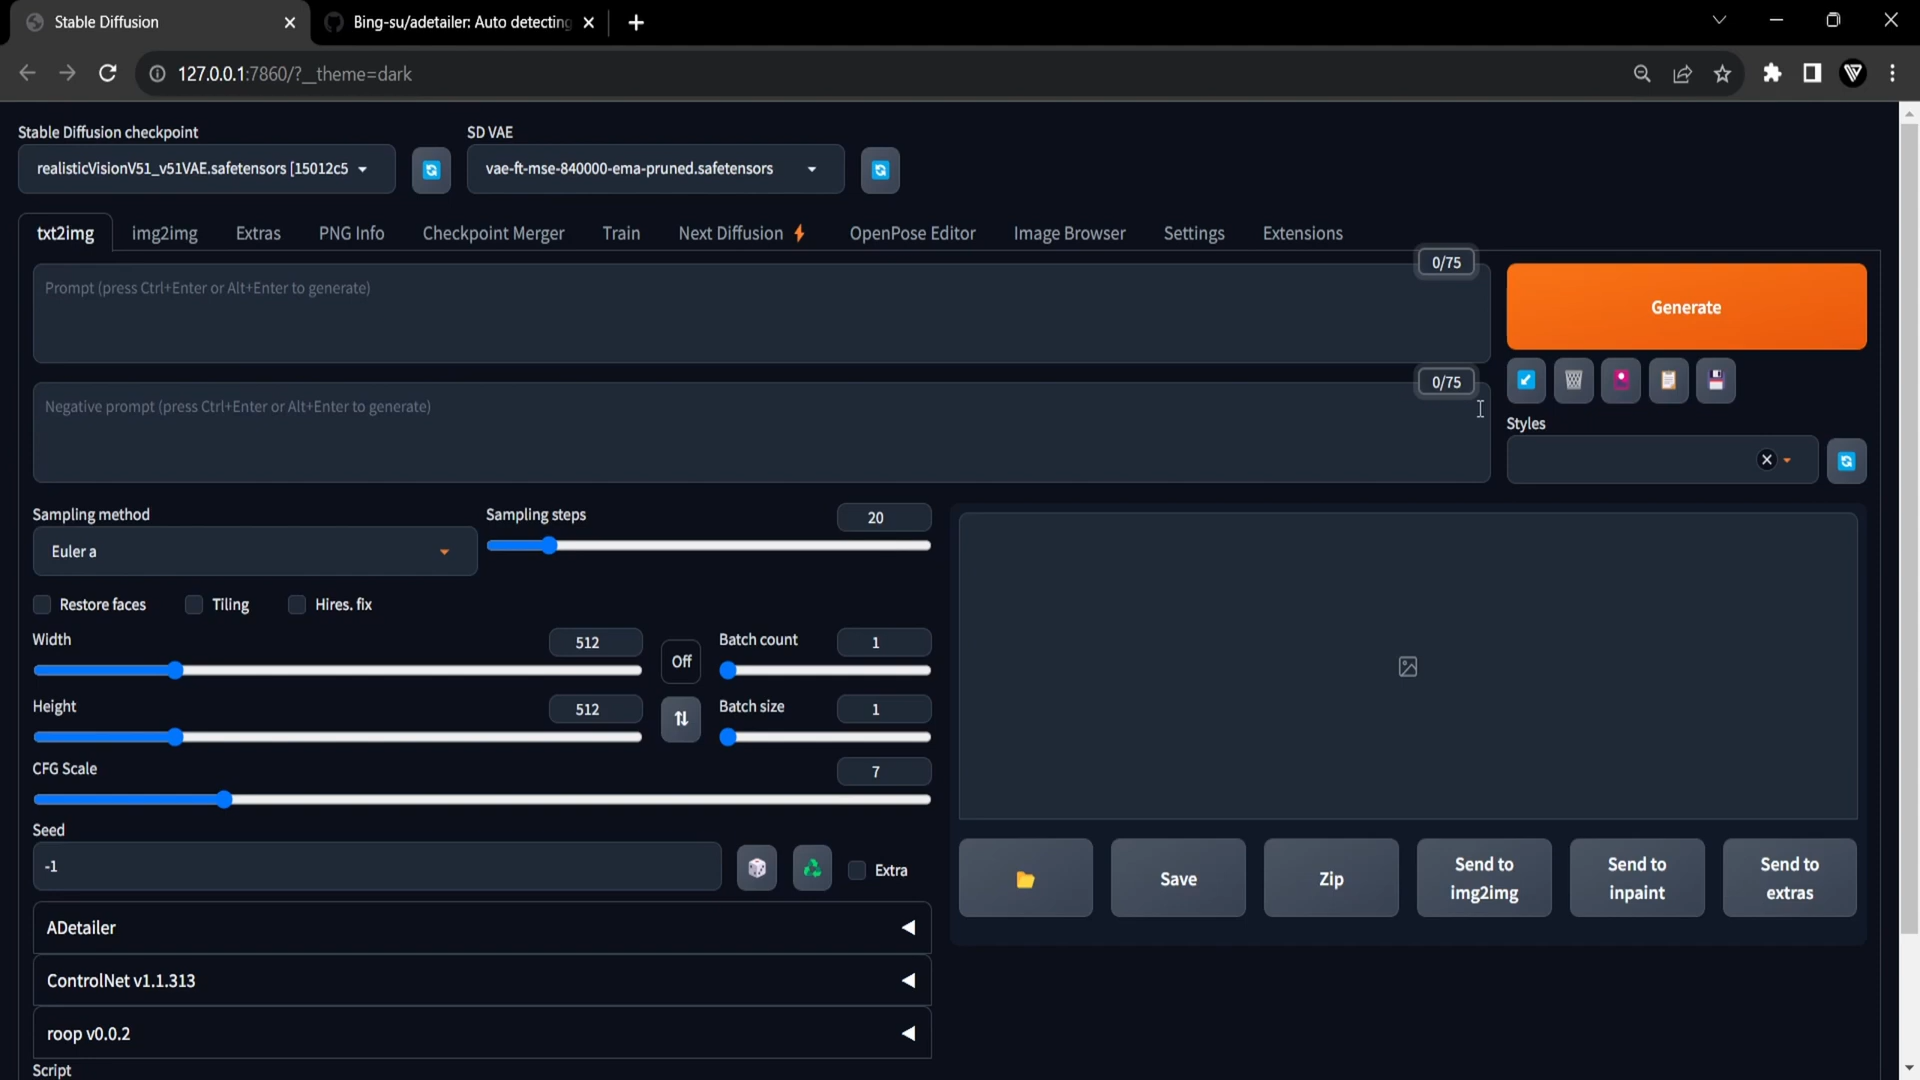 Stable Diffusion
Bing-su/adetailer: Auto detecting
127.0.0.1:7860/?__theme=dark
Stable Diffusion checkpoint
SD VAE
realisticVisionV51_v51VAE.safetensors [15012c5
vae-ft-mse-840000-ema-pruned.safetensors
txt2img
img2img
Extras
PNG Info
Checkpoint Merger
Train
Next Diffusion
OpenPose Editor
Image Browser
Settings
Extensions
0/75
Prompt (press Ctrl+Enter or Alt+Enter to generate)
Generate
0/75
Negative prompt (press Ctrl+Enter or Alt+Enter to generate)
Styles
Sampling method
Sampling steps
20
Euler a
Restore faces
Tiling
Hires. fix
Width
512
Off
Batch count
1
Height
512
Batch size
1
CFG Scale
7
Seed
-1
Extra
Save
Zip
Send to
img2img
Send to
inpaint
Send to
extras
ADetailer
ControlNet v1.1.313
roop v0.0.2
Script